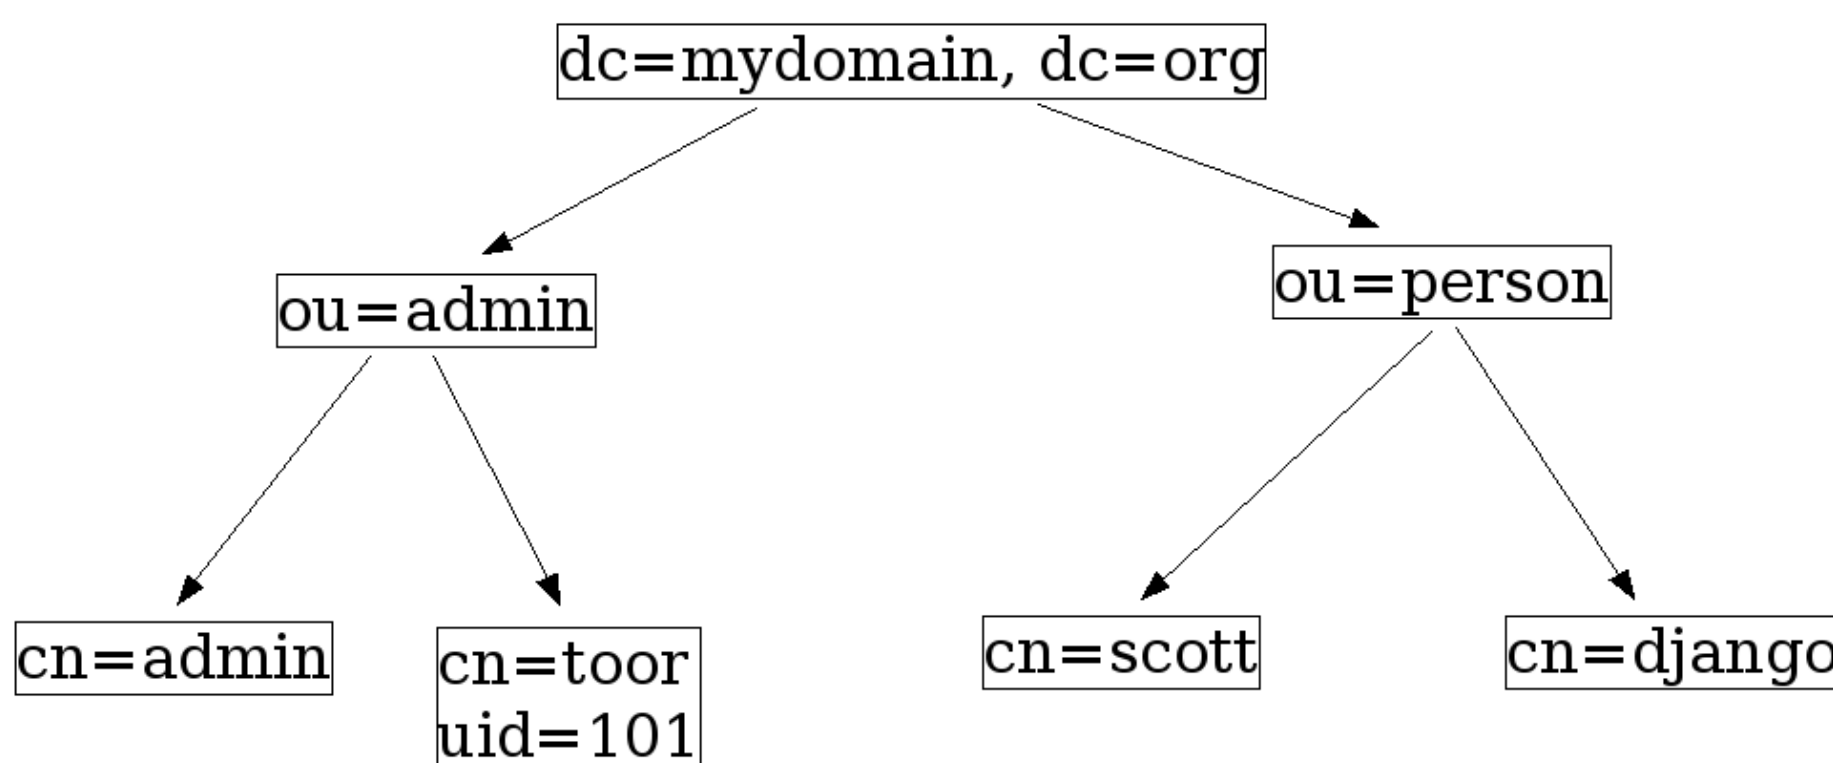 dc=mydomain, dc=org
ou=admin
ou=person
cn=admin
cn=toor
uid=101
cn=scott
cn=django